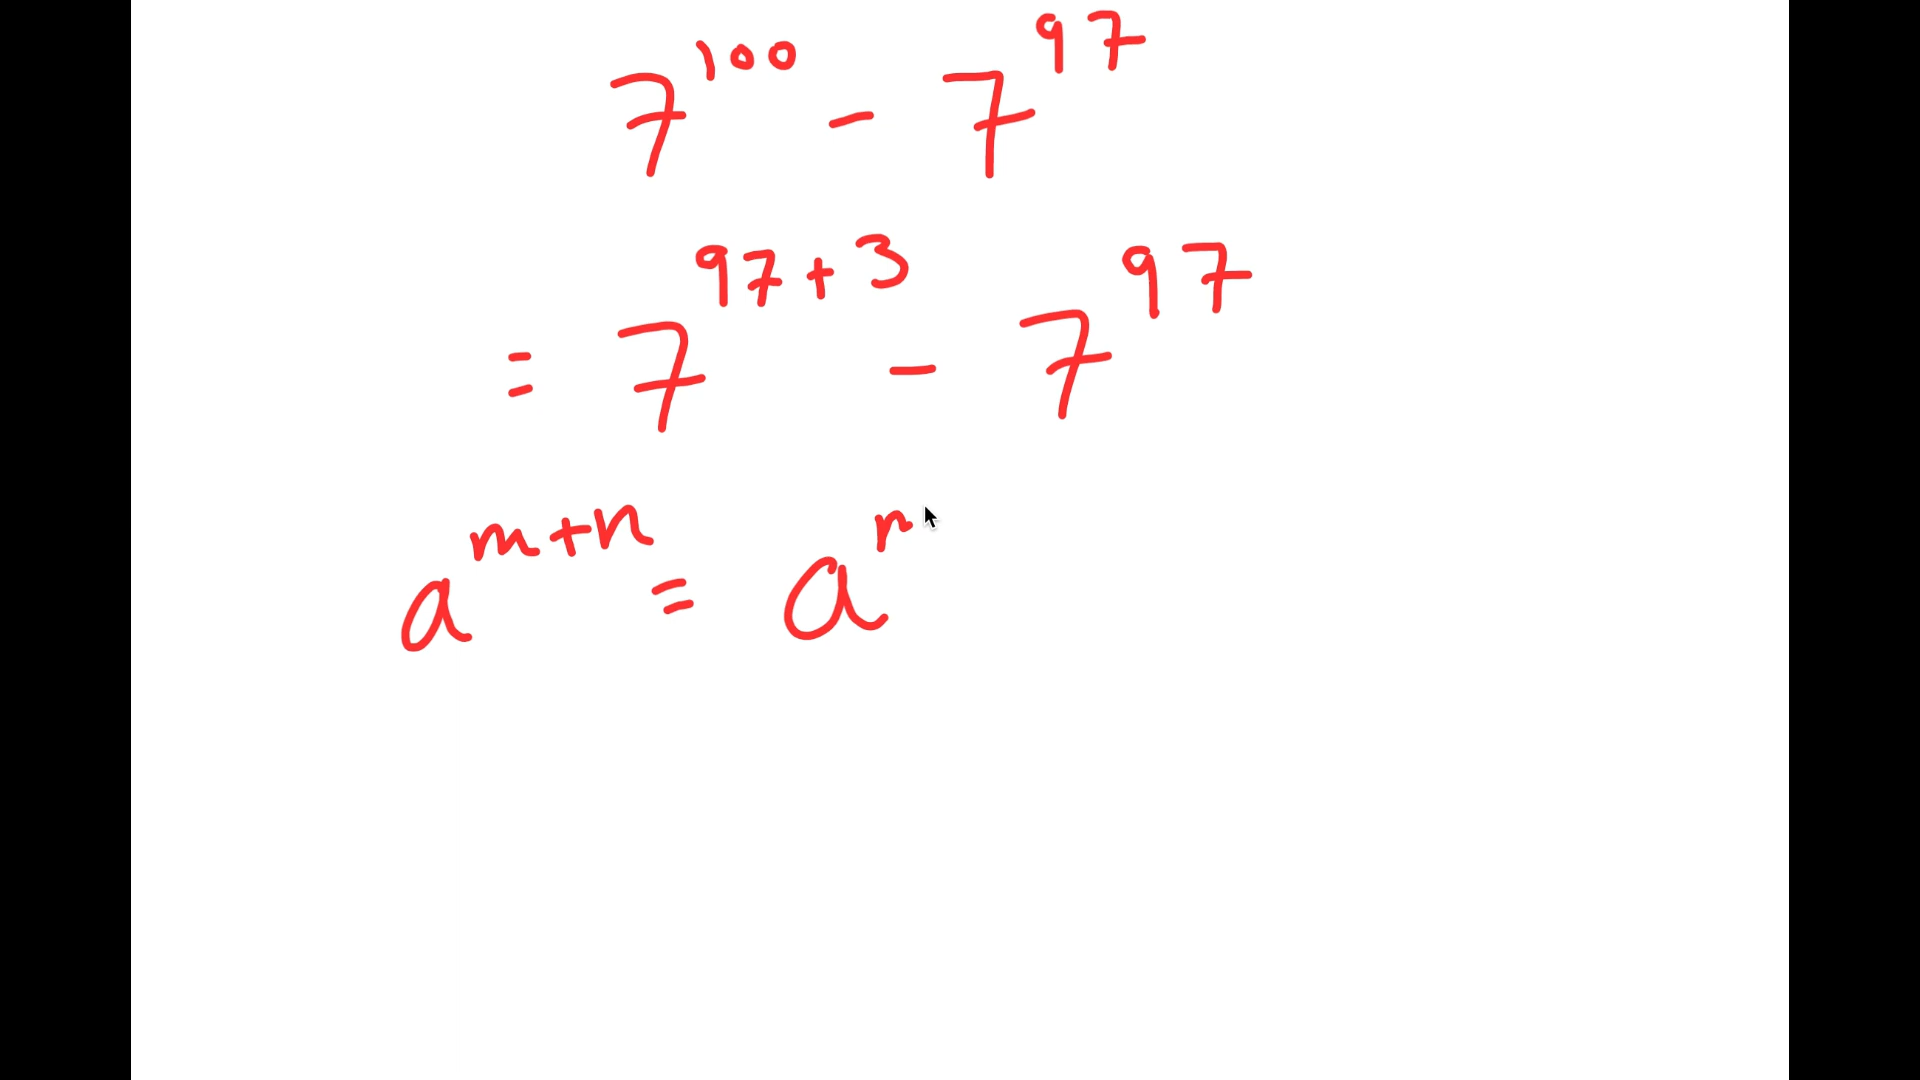 7^100 - 7^97
= 7^97+3 - 7^97
a^m+n = a^